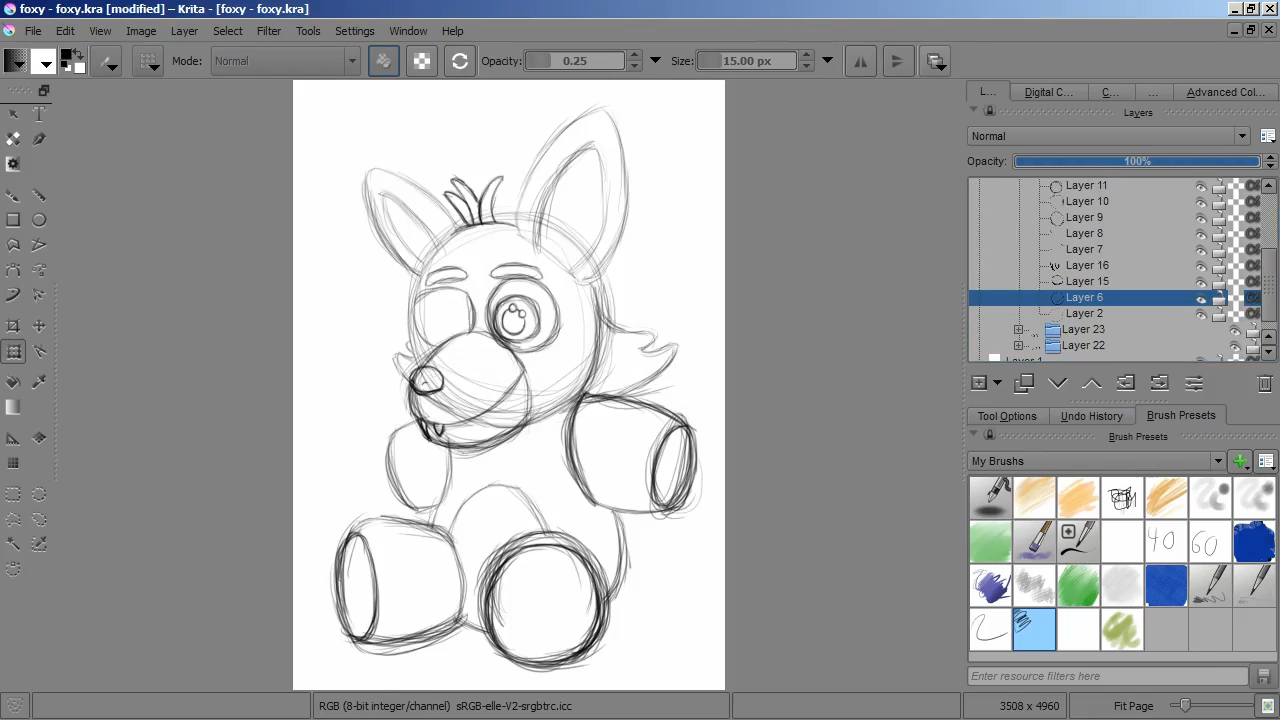 foxy - foxy.kra [modified] – Krita - [foxy - foxy.kra]
File Edit View Image Layer Select Filter Tools Settings Window Help
Mode: Normal Opacity: 0.25 Size: 15.00 px
L... Digital C... C... ... Advanced Col...
Layers
Normal
Opacity: 100%
Layer 11
Layer 10
Layer 9
Layer 8
Layer 7
Layer 16
Layer 15
Layer 6
Layer 2
Layer 23
Layer 22
Layer 1
Tool Options Undo History Brush Presets
Brush Presets
My Brushes
40 60
Enter resource filters here
RGB (8-bit integer/channel) sRGB-elle-V2-srgbtrc.icc 3508 x 4960 Fit Page